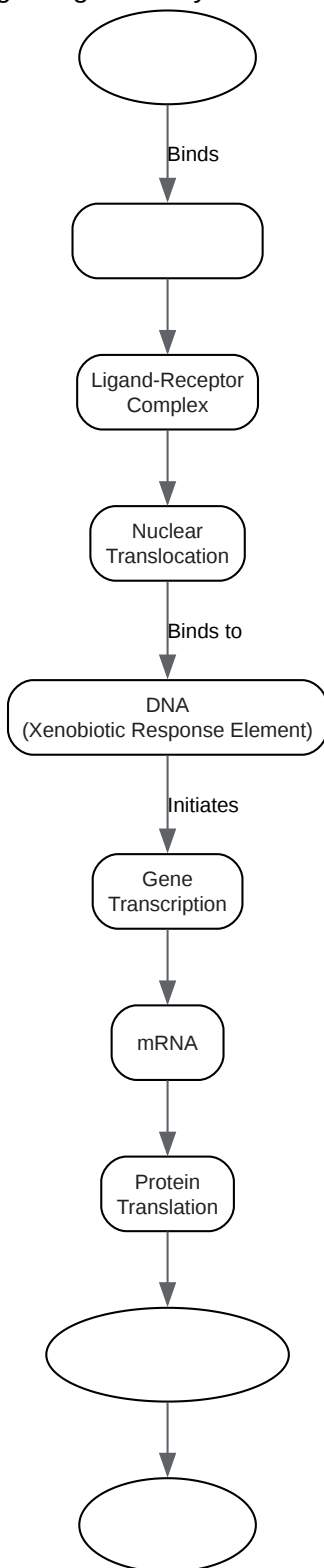 Binds
Ligand-Receptor
Complex
Nuclear
Translocation
Binds to
DNA
(Xenobiotic Response Element)
Initiates
Gene
Transcription
mRNA
Protein
Translation